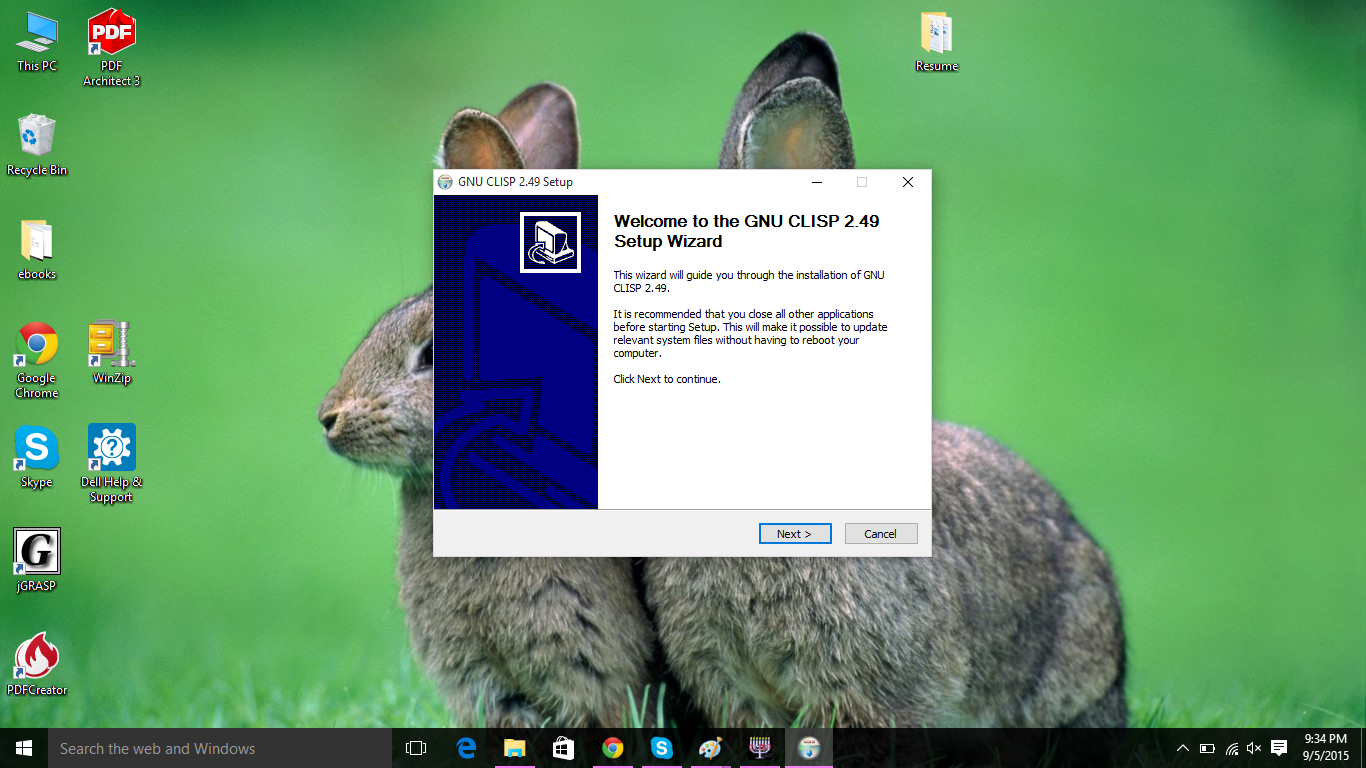 This PC
PDF
PDF
Architect 3
Resume
Recycle Bin
ebooks
Google
Chrome
WinZip
S
Skype
?
Dell Help &
Support
G
jGRASP
PDFCreator
GNU CLISP 2.49 Setup
Welcome to the GNU CLISP 2.49
Setup Wizard
This wizard will guide you through the installation of GNU
CLISP 2.49.
It is recommended that you close all other applications
before starting Setup. This will make it possible to update
relevant system files without having to reboot your
computer.
Click Next to continue.
Next >
Cancel
Search the web and Windows
9:34 PM
9/5/2015